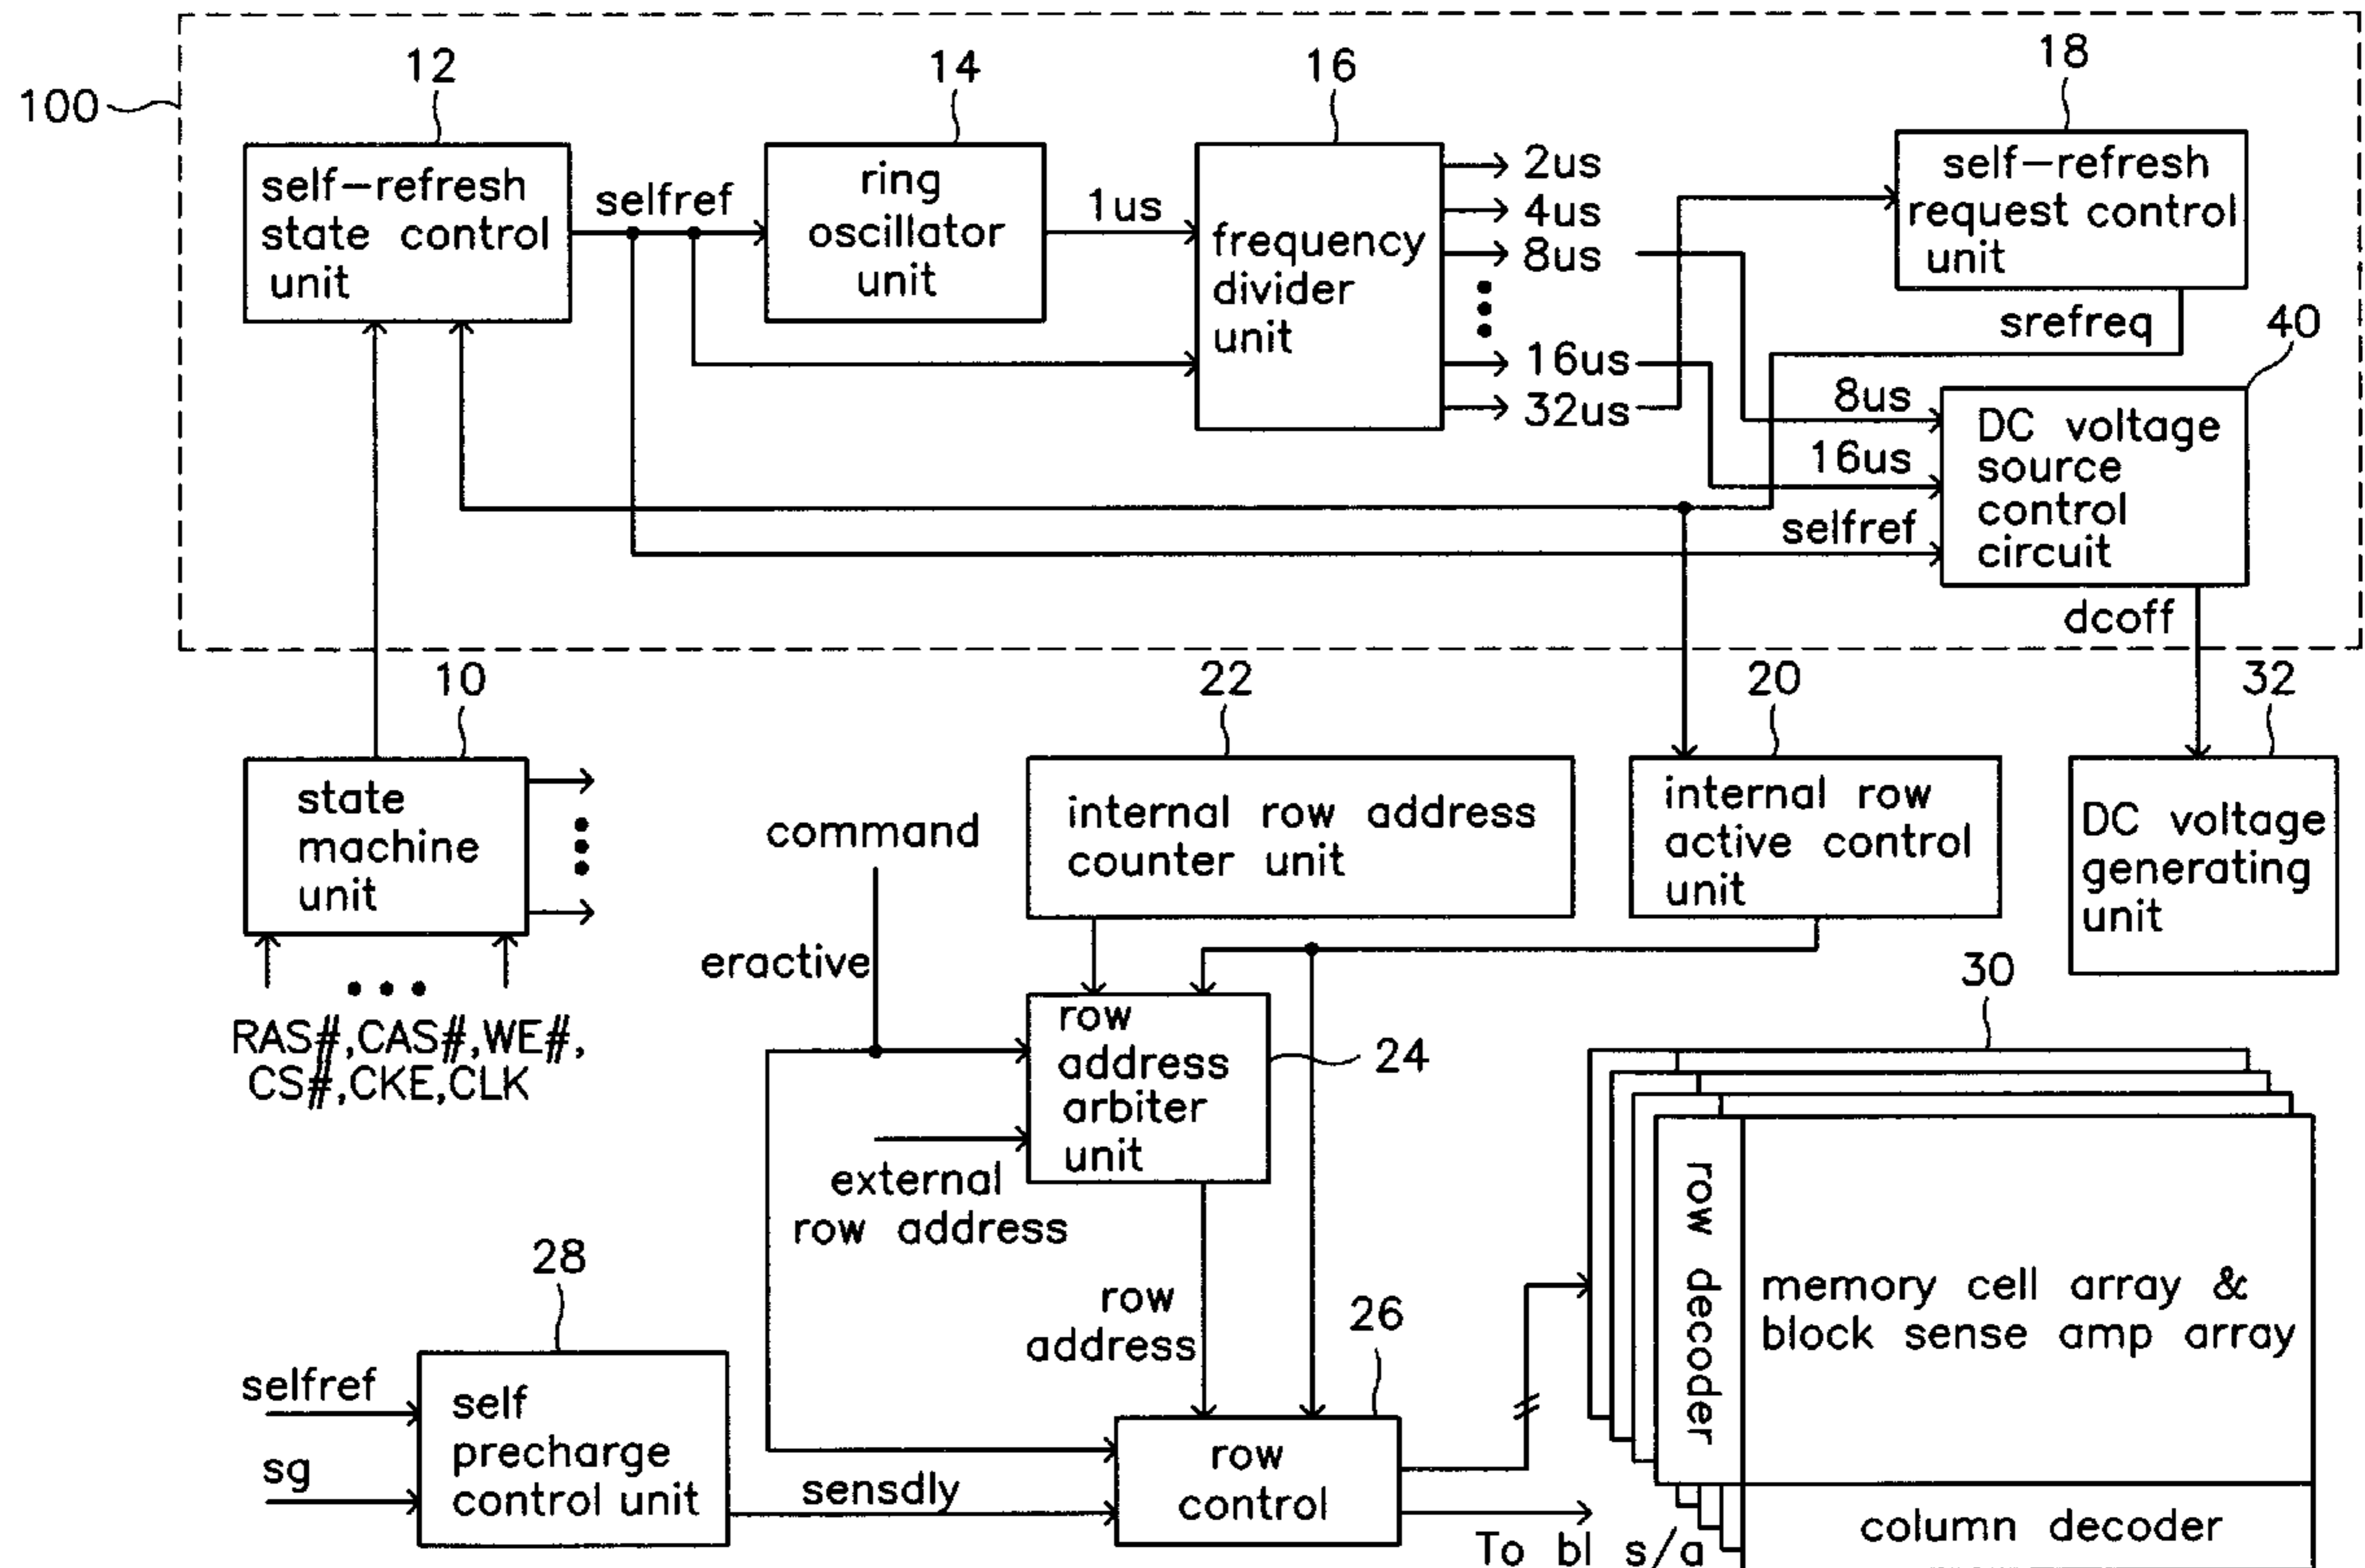 100
12
14
16
18
self-refresh
state control
unit
selfref
ring
oscillator
unit
1us
frequency
divider
unit
2us
4us
8us
16us
32us
self-refresh
request control
unit
srefreq
40
8us
16us
selfref
DC voltage
source
control
circuit
dcoff
10
22
20
32
state
machine
unit
RAS#,CAS#,WE#,
CS#,CKE,CLK
command
eractive
internal row address
counter unit
internal row
active control
unit
DC voltage
generating
unit
row
address
arbiter
unit
24
external
row address
30
row decoder
memory cell array &
block sense amp array
column decoder
28
selfref
sg
self
precharge
control unit
sensdly
row
address
26
row
control
To bl s/a